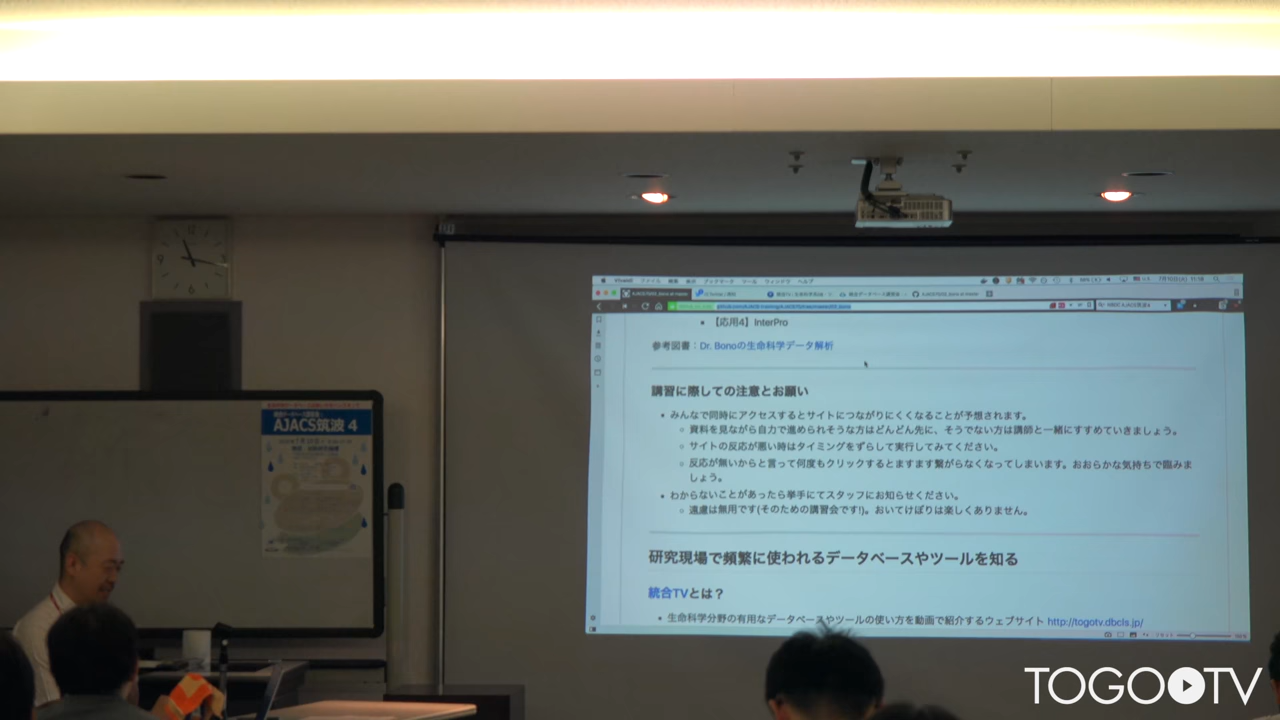 AJACS筑波 4
【応用4】InterPro
参考図書：Dr. Bonoの生命科学データ解析
講習に際しての注意とお願い
みんなで同時にアクセスするとサイトにつながりにくくなることが予想されます。
資料を見ながら自力で進められそうな方はどんどん先に、そうでない方は講師と一緒にすすめていきましょう。
サイトの反応が悪い時はタイミングをずらして実行してみてください。
反応が無いからと言って何度もクリックするとますます繋がらなくなってしまいます。おおらかな気持ちで臨みま
しょう。
わからないことがあったら挙手にてスタッフにお知らせください。
遠慮は無用です(そのための講習会です!)。おいてけぼりは楽しくありません。
研究現場で頻繁に使われるデータベースやツールを知る
統合TVとは？
生命科学分野の有用なデータベースやツールの使い方を動画で紹介するウェブサイト http://togotv.dbcls.jp/
TOGOTV